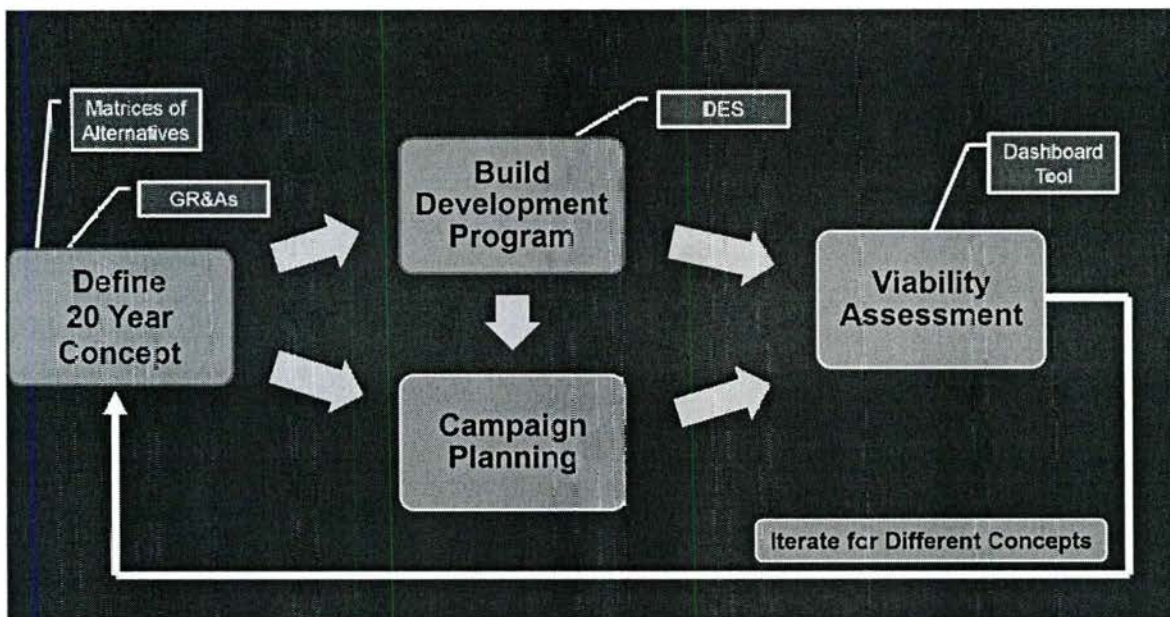 Matrices of
Alternatives
GR&As
Define
20 Year
Concept
DES
Build
Development
Program
Campaign
Planning
Dashboard
Tool
Viability
Assessment
Iterate for Different Concepts